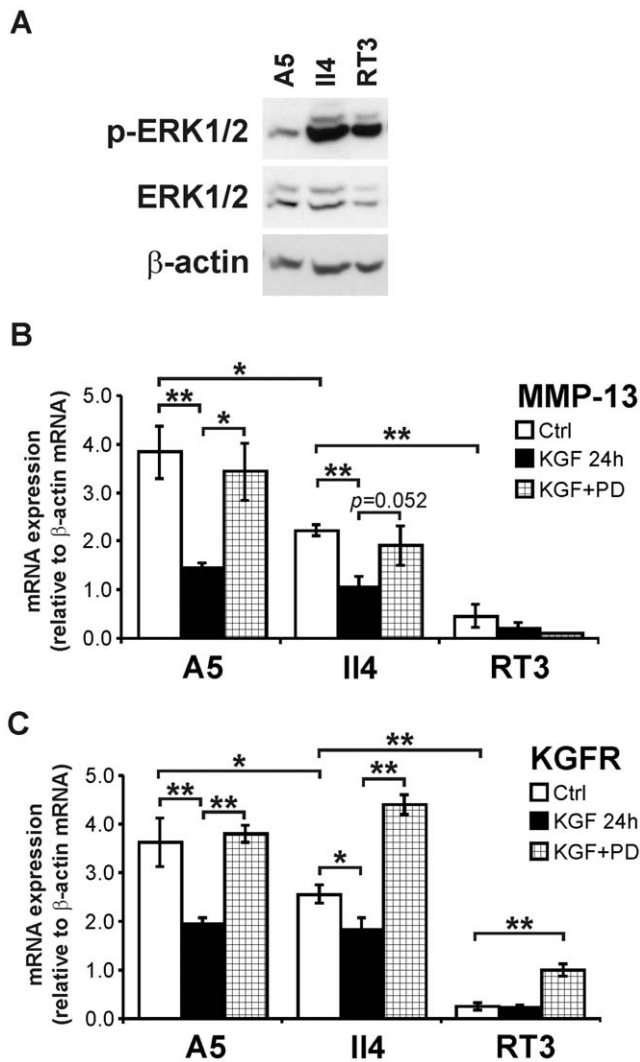 A
A5 II4 RT3
p-ERK1/2
ERK1/2
β-actin
B
MMP-13
Ctrl
KGF 24h
KGF+PD
mRNA expression
(relative to β-actin mRNA)
5.0
4.0
3.0
2.0
1.0
0.0
*
**
*
**
**
p=0.052
A5 II4 RT3
C
KGFR
Ctrl
KGF 24h
KGF+PD
mRNA expression
(relative to β-actin mRNA)
5.0
4.0
3.0
2.0
1.0
0.0
*
**
**
**
**
*
**
A5 II4 RT3